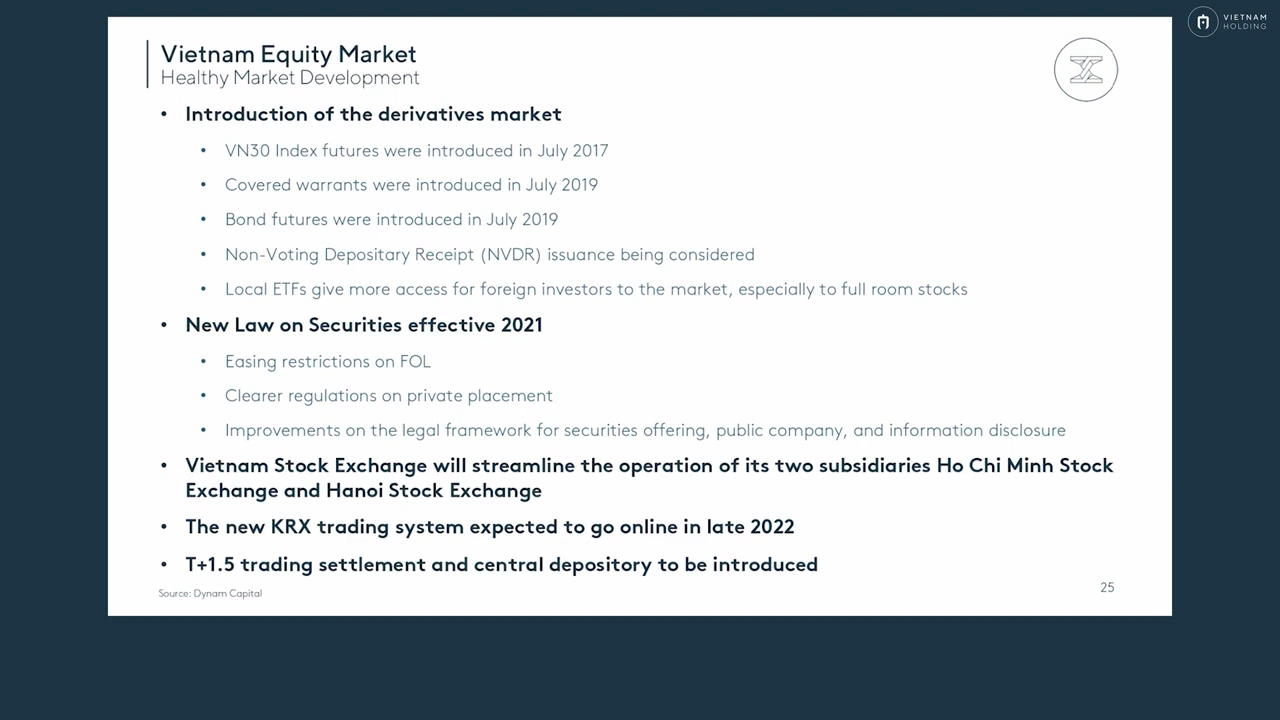 VIETNAM
HOLDING
Vietnam Equity Market
Healthy Market Development
• Introduction of the derivatives market
• VN30 Index futures were introduced in July 2017
• Covered warrants were introduced in July 2019
• Bond futures were introduced in July 2019
• Non-Voting Depositary Receipt (NVDR) issuance being considered
• Local ETFs give more access for foreign investors to the market, especially to full room stocks
• New Law on Securities effective 2021
• Easing restrictions on FOL
• Clearer regulations on private placement
• Improvements on the legal framework for securities offering, public company, and information disclosure
• Vietnam Stock Exchange will streamline the operation of its two subsidiaries Ho Chi Minh Stock
Exchange and Hanoi Stock Exchange
• The new KRX trading system expected to go online in late 2022
• T+1.5 trading settlement and central depository to be introduced
Source: Dynam Capital
25